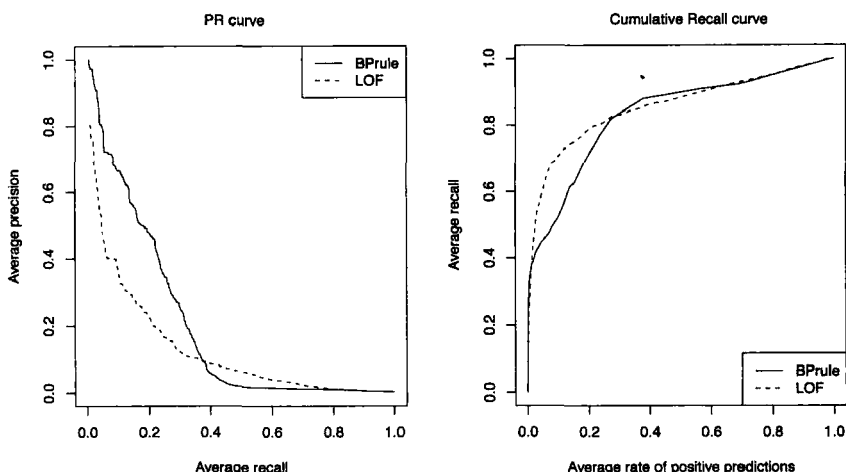 PR curve
BPrule
LOF
1.0
0.8
0.6
0.4
0.2
0.0
Average precision
0.0 0.2 0.4 0.6 0.8 1.0
Average recall
Cumulative Recall curve
1.0
0.8
0.6
0.4
0.2
0.0
Average recall
BPrule
LOF
0.0 0.2 0.4 0.6 0.8 1.0
Average rate of positive predictions